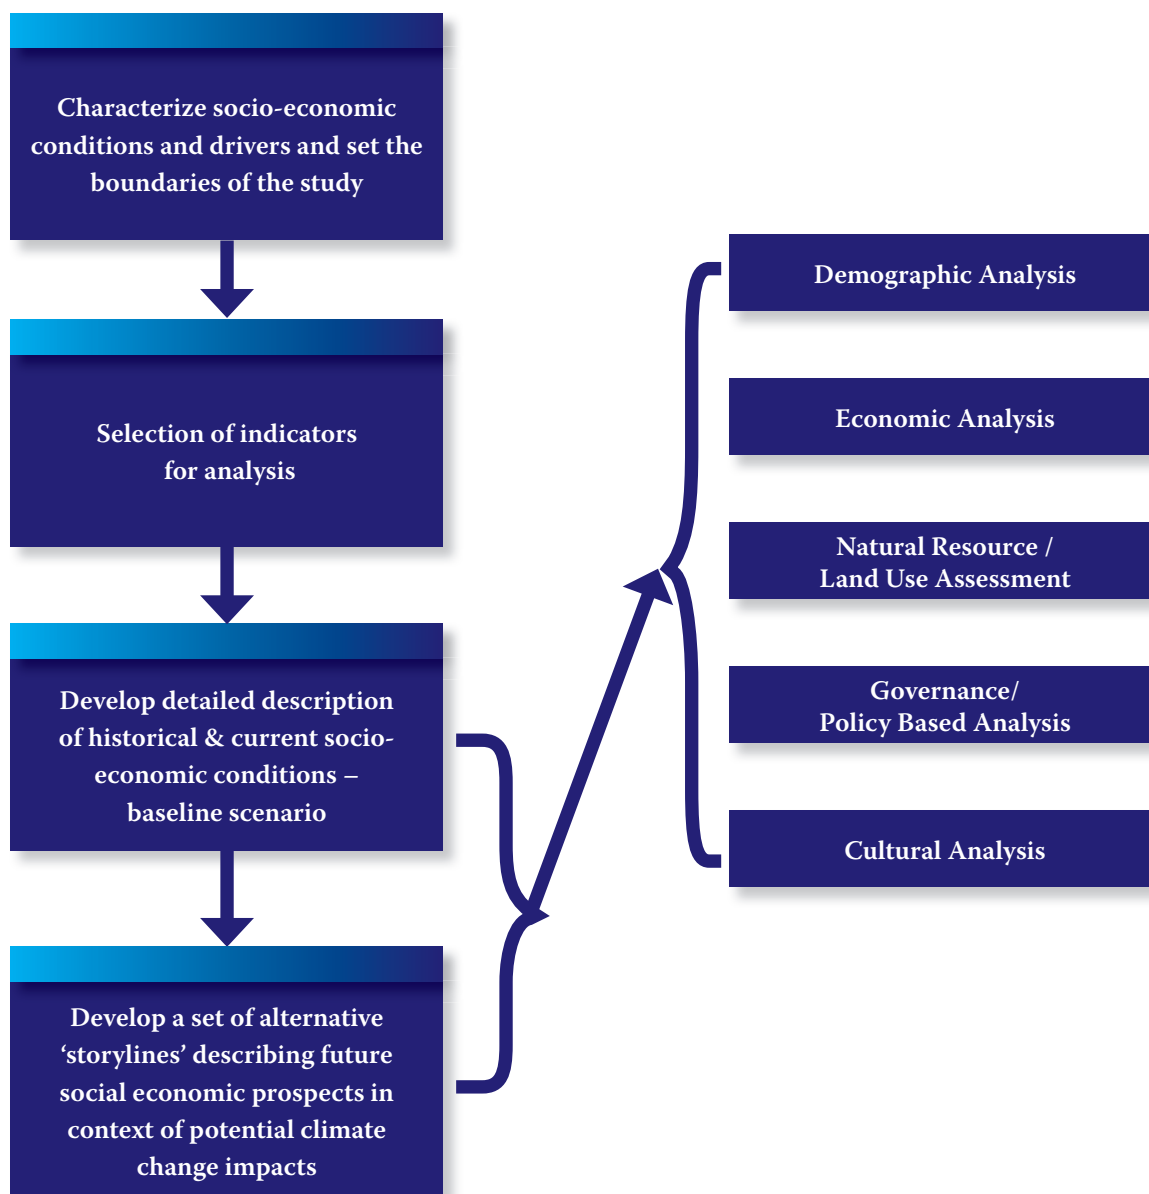 Characterize socio-economic
conditions and drivers and set the
boundaries of the study
Selection of indicators
for analysis
Develop detailed description
of historical & current socio-
economic conditions –
baseline scenario
Develop a set of alternative
‘storylines’ describing future
social economic prospects in
context of potential climate
change impacts
Demographic Analysis
Economic Analysis
Natural Resource /
Land Use Assessment
Governance/
Policy Based Analysis
Cultural Analysis